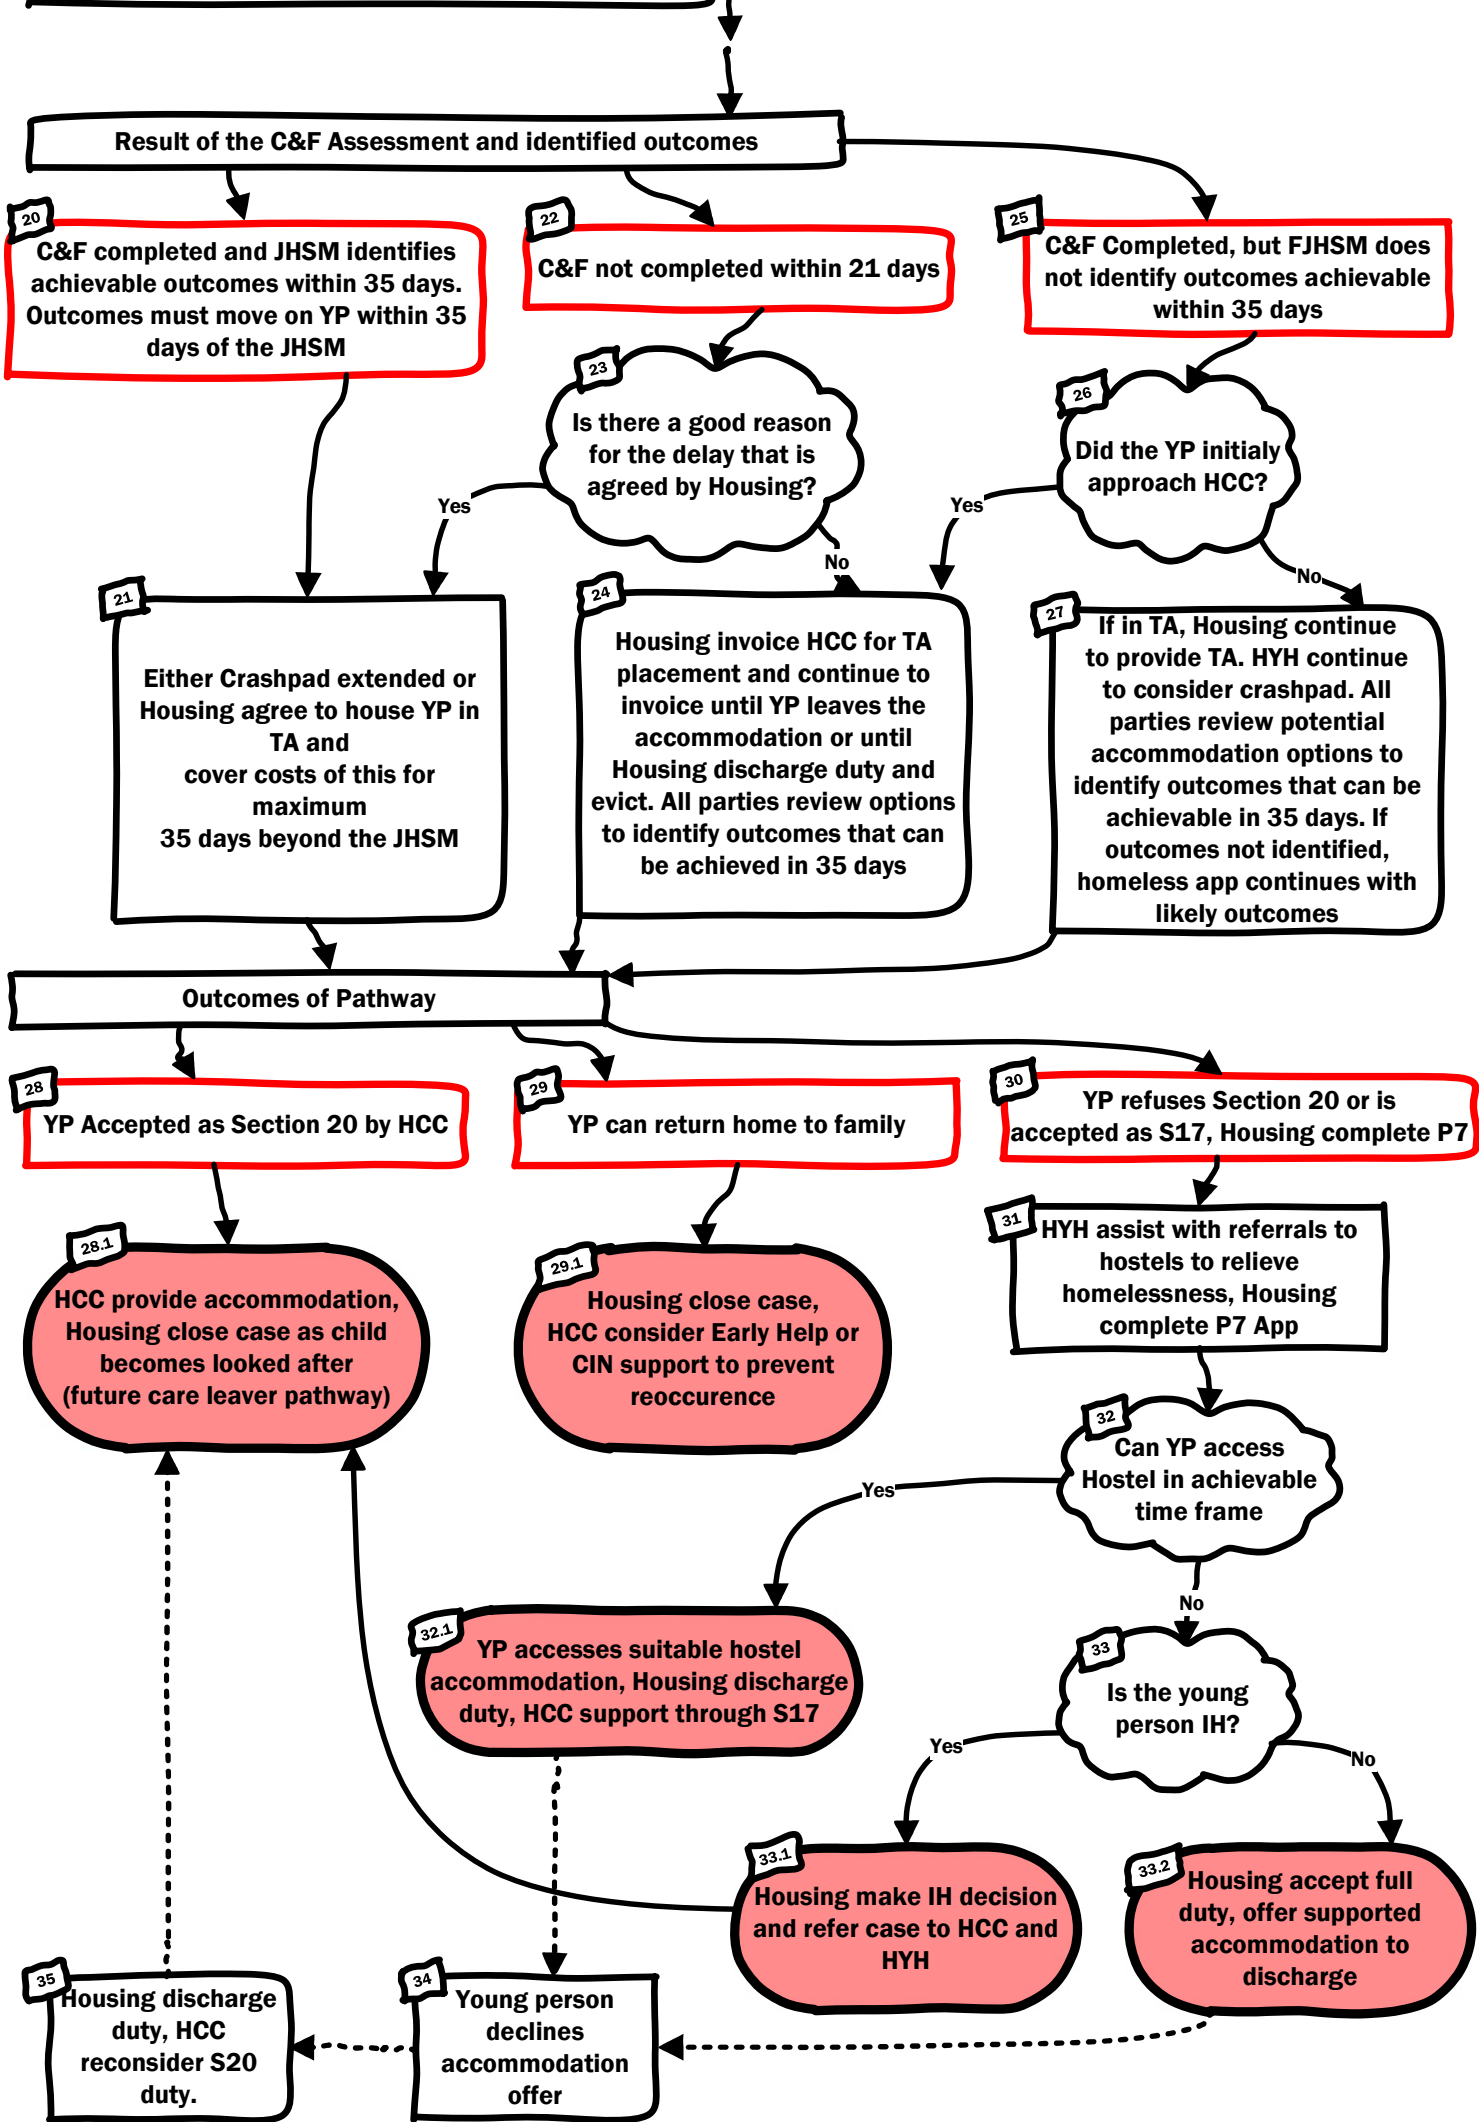 Result of the C&F Assessment and identified outcomes
20
C&F completed and JHSM identifies
achievable outcomes within 35 days.
Outcomes must move on YP within 35
days of the JHSM
22
C&F not completed within 21 days
25
C&F Completed, but FJHSM does
not identify outcomes achievable
within 35 days
23
Is there a good reason
for the delay that is
agreed by Housing?
Yes
No
26
Did the YP initialy
approach HCC?
Yes
No
21
Either Crashpad extended or
Housing agree to house YP in
TA and
cover costs of this for
maximum
35 days beyond the JHSM
24
Housing invoice HCC for TA
placement and continue to
invoice until YP leaves the
accommodation or until
Housing discharge duty and
evict. All parties review options
to identify outcomes that can
be achieved in 35 days
27
If in TA, Housing continue
to provide TA. HYH continue
to consider crashpad. All
parties review potential
accommodation options to
identify outcomes that can be
achievable in 35 days. If
outcomes not identified,
homeless app continues with
likely outcomes
Outcomes of Pathway
28
YP Accepted as Section 20 by HCC
29
YP can return home to family
30
YP refuses Section 20 or is
accepted as S17, Housing complete P7
28.1
HCC provide accommodation,
Housing close case as child
becomes looked after
(future care leaver pathway)
29.1
Housing close case,
HCC consider Early Help or
CIN support to prevent
reoccurence
31
HYH assist with referrals to
hostels to relieve
homelessness, Housing
complete P7 App
32
Can YP access
Hostel in achievable
time frame
Yes
No
32.1
YP accesses suitable hostel
accommodation, Housing discharge
duty, HCC support through S17
33
Is the young
person IH?
Yes
No
33.1
Housing make IH decision
and refer case to HCC and
HYH
33.2
Housing accept full
duty, offer supported
accommodation to
discharge
35
Housing discharge
duty, HCC
reconsider S20
duty.
34
Young person
declines
accommodation
offer